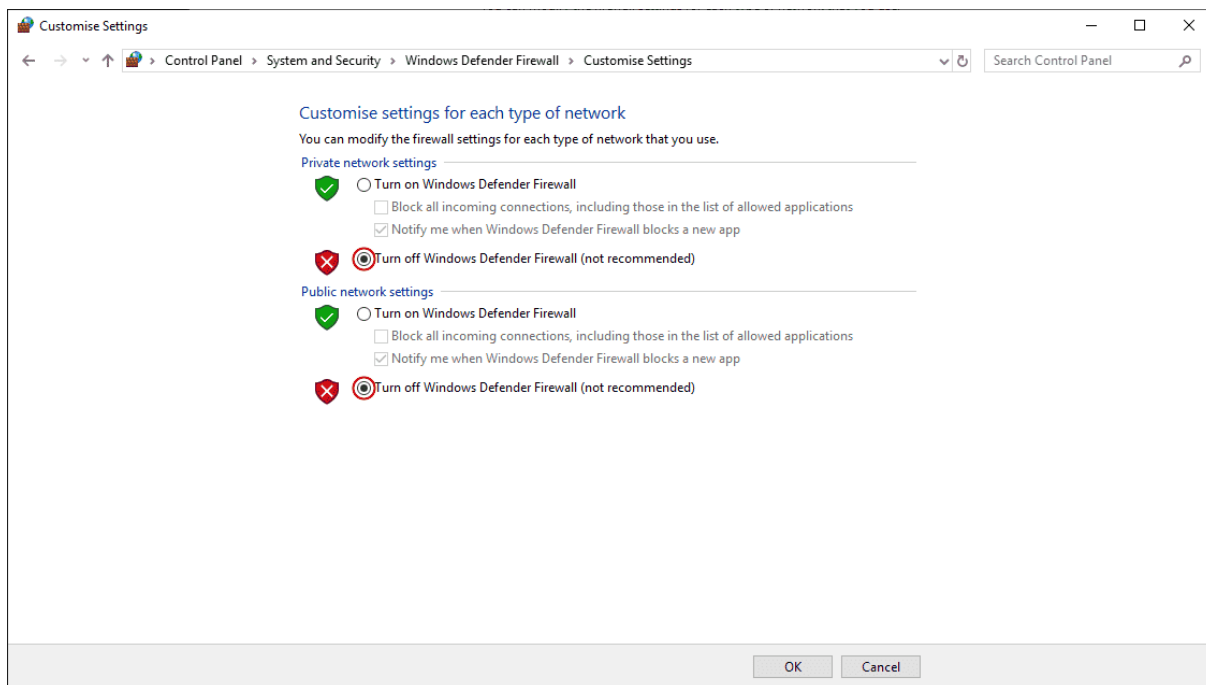 Customise Settings
Control Panel > System and Security > Windows Defender Firewall > Customise Settings
Search Control Panel
Customise settings for each type of network
You can modify the firewall settings for each type of network that you use.
Private network settings
Turn on Windows Defender Firewall
Block all incoming connections, including those in the list of allowed applications
Notify me when Windows Defender Firewall blocks a new app
Turn off Windows Defender Firewall (not recommended)
Public network settings
Turn on Windows Defender Firewall
Block all incoming connections, including those in the list of allowed applications
Notify me when Windows Defender Firewall blocks a new app
Turn off Windows Defender Firewall (not recommended)
OK
Cancel